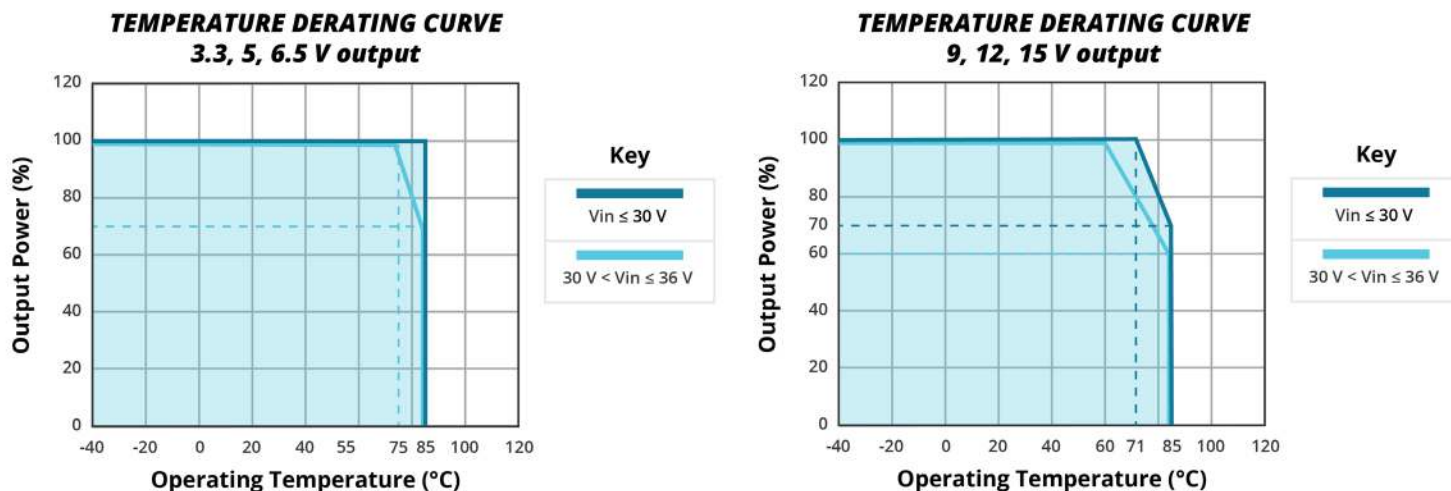 TEMPERATURE DERATING CURVE
3.3, 5, 6.5 V output
120
100
80
70
60
40
20
0
-40 -20 0 20 40 55 75 85 100 120
Output Power (%)
Operating Temperature (°C)
Key
Vin ≤ 30 V
30 V < Vin ≤ 36 V
TEMPERATURE DERATING CURVE
9, 12, 15 V output
120
100
80
70
60
40
20
0
-40 -20 0 20 40 60 71 85 100 120
Output Power (%)
Operating Temperature (°C)
Key
Vin ≤ 30 V
30 V < Vin ≤ 36 V